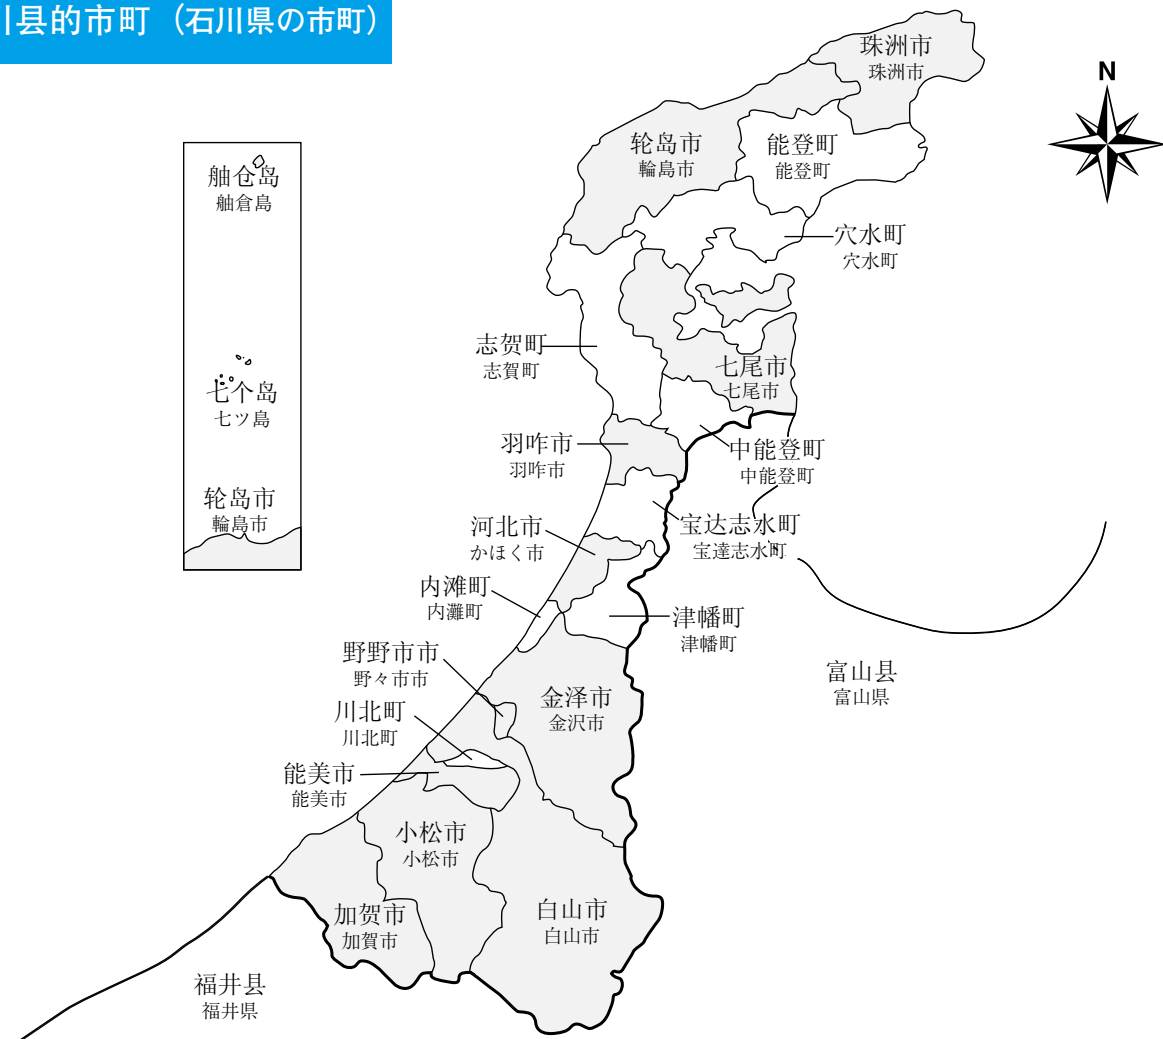 川县的市町（石川県の市町）
珠洲市
珠洲市
N
轮岛市
輪島市
能登町
能登町
舳仓岛
舳倉島
穴水町
穴水町
志贺町
志賀町
七个岛
七ツ島
七尾市
七尾市
羽咋市
羽咋市
中能登町
中能登町
轮岛市
輪島市
河北市
かほく市
宝达志水町
宝達志水町
内滩町
内灘町
津幡町
津幡町
野野市市
野々市市
金泽市
金沢市
富山县
富山県
川北町
川北町
能美市
能美市
小松市
小松市
加贺市
加賀市
白山市
白山市
福井县
福井県